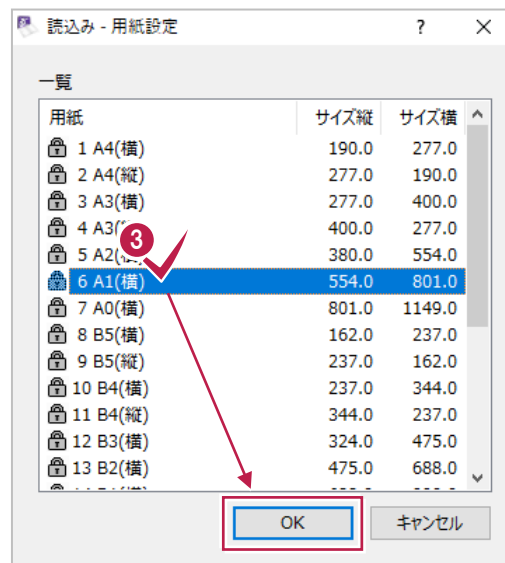 読込み - 用紙設定 ? ×
一覧
用紙 サイズ縦 サイズ横
1 A4(横) 190.0 277.0
2 A4(縦) 277.0 190.0
3 A3(横) 277.0 400.0
4 A3( 400.0 277.0
3
5 A2( 380.0 554.0
6 A1(横) 554.0 801.0
7 A0(横) 801.0 1149.0
8 B5(横) 162.0 237.0
9 B5(縦) 237.0 162.0
10 B4(横) 237.0 344.0
11 B4(縦) 344.0 237.0
12 B3(横) 324.0 475.0
13 B2(横) 475.0 688.0
OK キャンセル